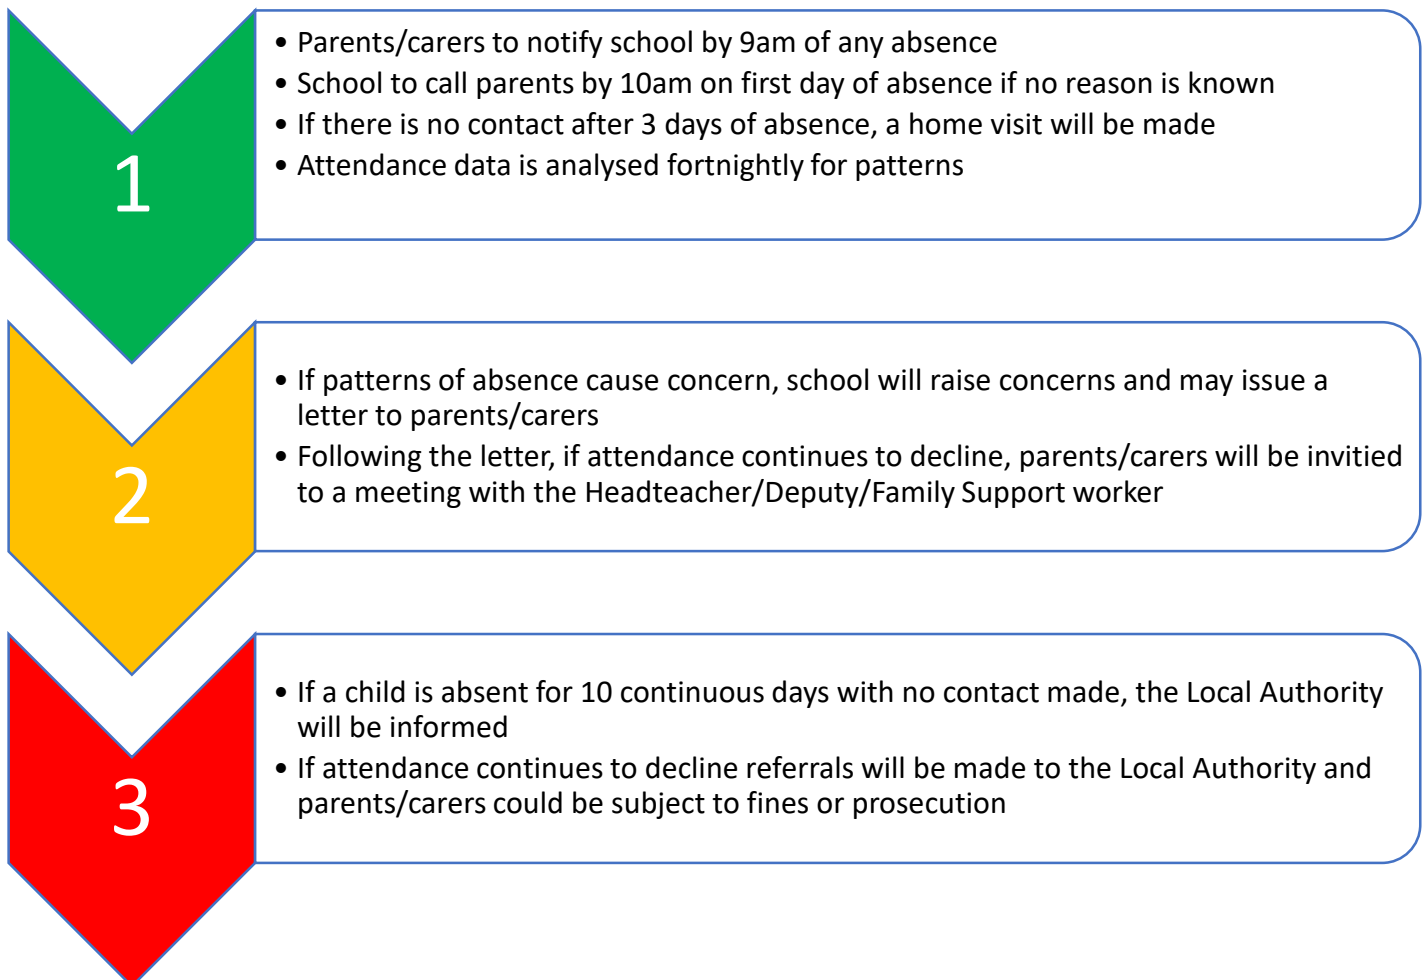 1
• Parents/carers to notify school by 9am of any absence
• School to call parents by 10am on first day of absence if no reason is known
• If there is no contact after 3 days of absence, a home visit will be made
• Attendance data is analysed fortnightly for patterns
2
• If patterns of absence cause concern, school will raise concerns and may issue a
letter to parents/carers
• Following the letter, if attendance continues to decline, parents/carers will be invitied
to a meeting with the Headteacher/Deputy/Family Support worker
3
• If a child is absent for 10 continuous days with no contact made, the Local Authority
will be informed
• If attendance continues to decline referrals will be made to the Local Authority and
parents/carers could be subject to fines or prosecution